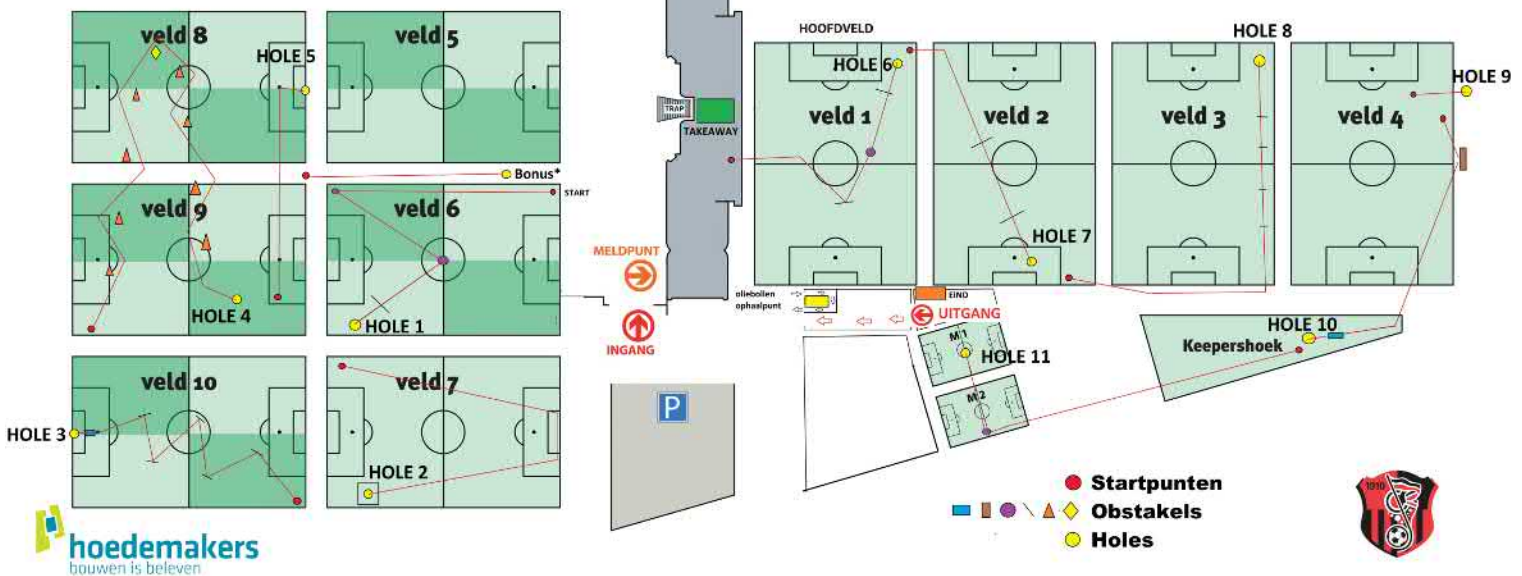 veld 8
HOLE 5
veld 5
Bonus*
veld 9
HOLE 4
veld 6
START
HOLE 1
veld 10
HOLE 3
veld 7
HOLE 2
MELDPUNT
INGANG
P
TRAP
TAKEAWAY
HOOFDVELD
HOLE 6
veld 1
veld 2
HOLE 7
HOLE 8
veld 3
veld 4
HOLE 9
oliebollen
ophaalpunt
EIND
UITGANG
M 1
HOLE 11
M 2
HOLE 10
Keepershoek
Startpunten
Obstakels
Holes
1910
hoedemakers
bouwen is beleven